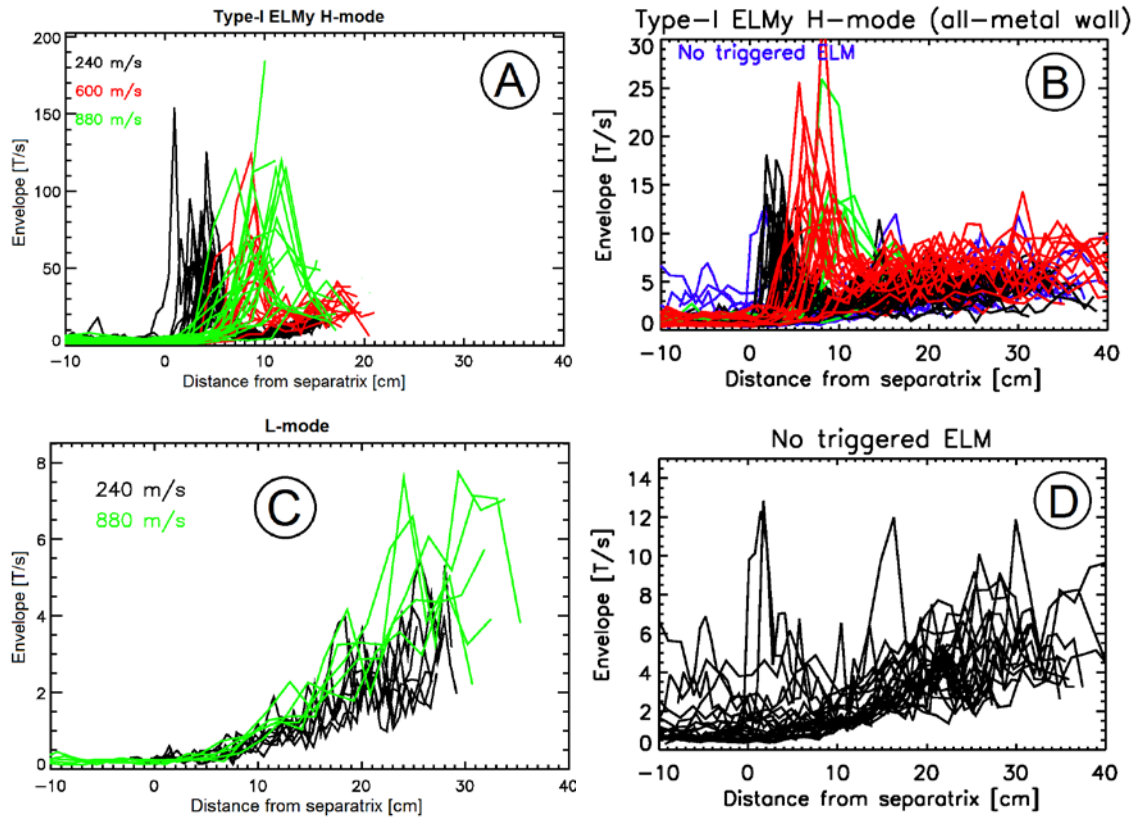 Type-I ELMy H-mode
240 m/s
600 m/s
880 m/s
A
200
150
100
50
0
Envelope [T/s]
-10 0 10 20 30 40
Distance from separatrix [cm]
Type-I ELMy H-mode (all-metal wall)
No triggered ELM
B
30
25
20
15
10
5
0
Envelope [T/s]
-10 0 10 20 30 40
Distance from separatrix [cm]
L-mode
240 m/s
880 m/s
C
8
6
4
2
0
Envelope [T/s]
-10 0 10 20 30 40
Distance from separatrix [cm]
No triggered ELM
D
14
12
10
8
6
4
2
0
Envelope [T/s]
-10 0 10 20 30 40
Distance from separatrix [cm]